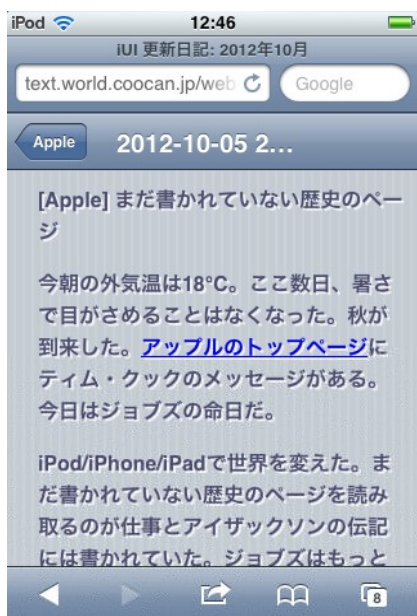 iPod 12:46
iUI 更新日記: 2012年10月
text.world.coocan.jp/web Google
Apple 2012-10-05 2...
[Apple] まだ書かれていない歴史のペー
ジ
今朝の外気温は18°C。ここ数日、暑さ
で目がさめることはなくなった。秋が
到来した。アップルのトップページに
ティム・クックのメッセージがある。
今日はジョブズの命日だ。
iPod/iPhone/iPadで世界を変えた。ま
だ書かれていない歴史のページを読み
取るのが仕事とアイザックソンの伝記
には書かれていた。ジョブズはもっと
8